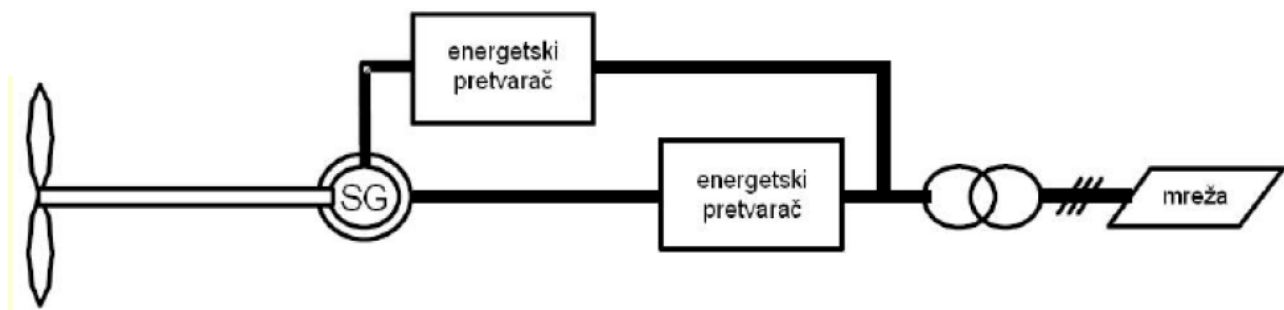 energetski
pretvarač
SG
energetski
pretvarač
mreža